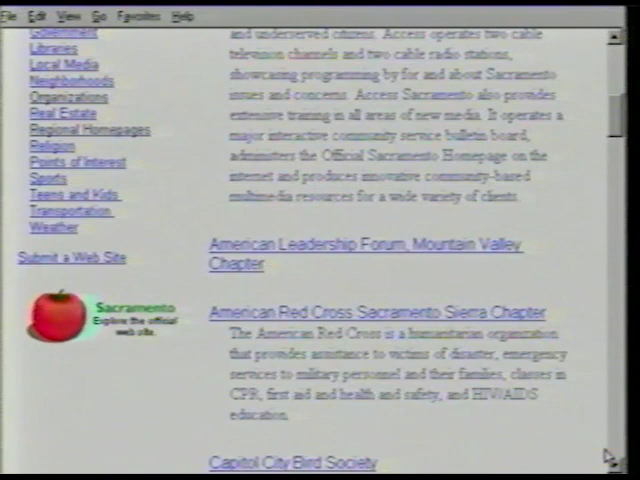 File Edit View Go Favorites Help
Government
Libraries
Local Media
Neighborhoods
Organizations
Real Estate
Regional Homepages
Religion
Points of Interest
Sports
Teens and Kids
Transportation
Weather
Submit a Web Site
Sacramento
Explore the official
web site.
and underserved citizens. Access operates two cable
television channels and two cable radio stations,
showcasing programming by for and about Sacramento
issues and concerns. Access Sacramento also provides
extensive training in all areas of new media. It operates a
major interactive community service bulletin board,
administers the Official Sacramento Homepage on the
internet and produces innovative community-based
multimedia resources for a wide variety of clients.
American Leadership Forum, Mountain Valley
Chapter
American Red Cross Sacramento Sierra Chapter
The American Red Cross is a humanitarian organization
that provides assistance to victims of disaster, emergency
services to military personnel and their families, classes in
CPR, first aid and health and safety, and HIV/AIDS
education.
Capitol City Bird Society